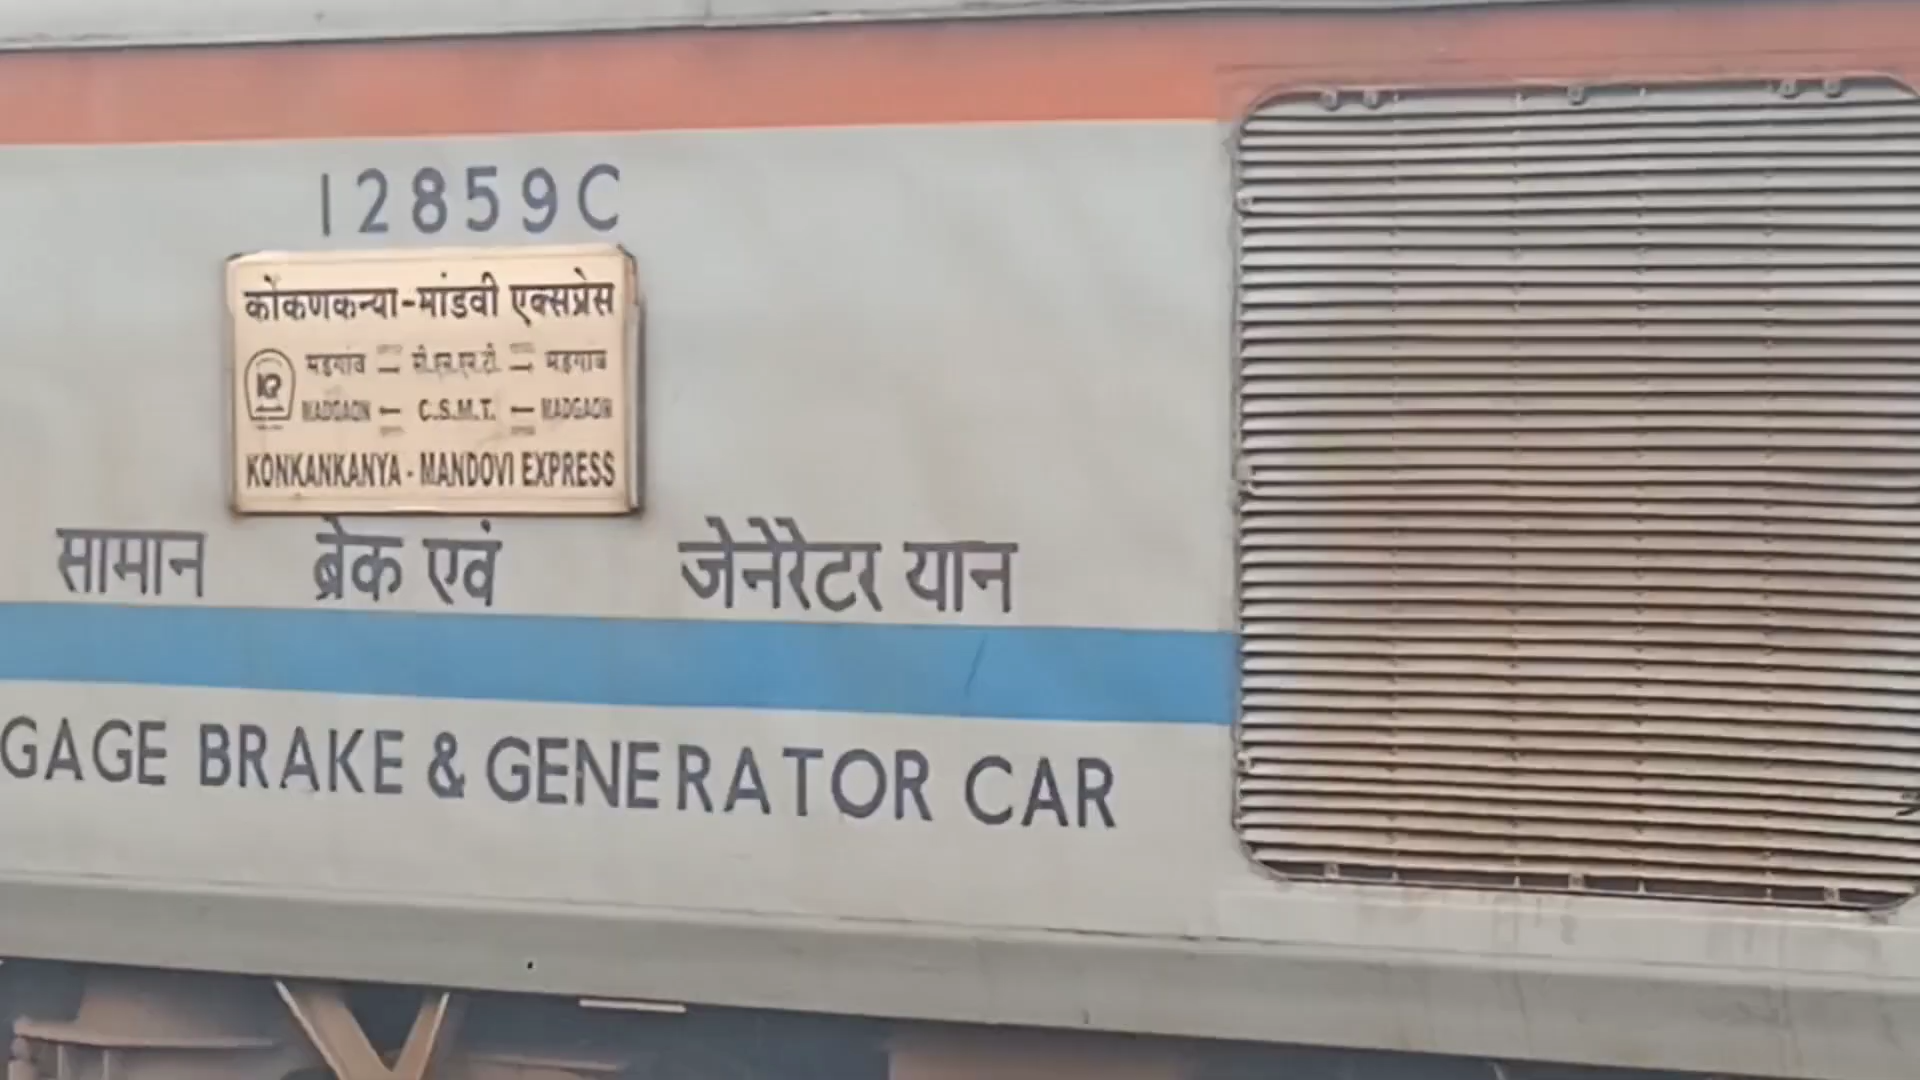 12859C
कोंकणकन्या-मांडवी एक्सप्रेस
मडगांव सी.एस.एम.टी. मडगांव
MADGAON C.S.M.T. MADGAON
KONKANKANYA - MANDOVI EXPRESS
सामान ब्रेक एवं जेनेरैटर यान
GAGE BRAKE & GENERATOR CAR